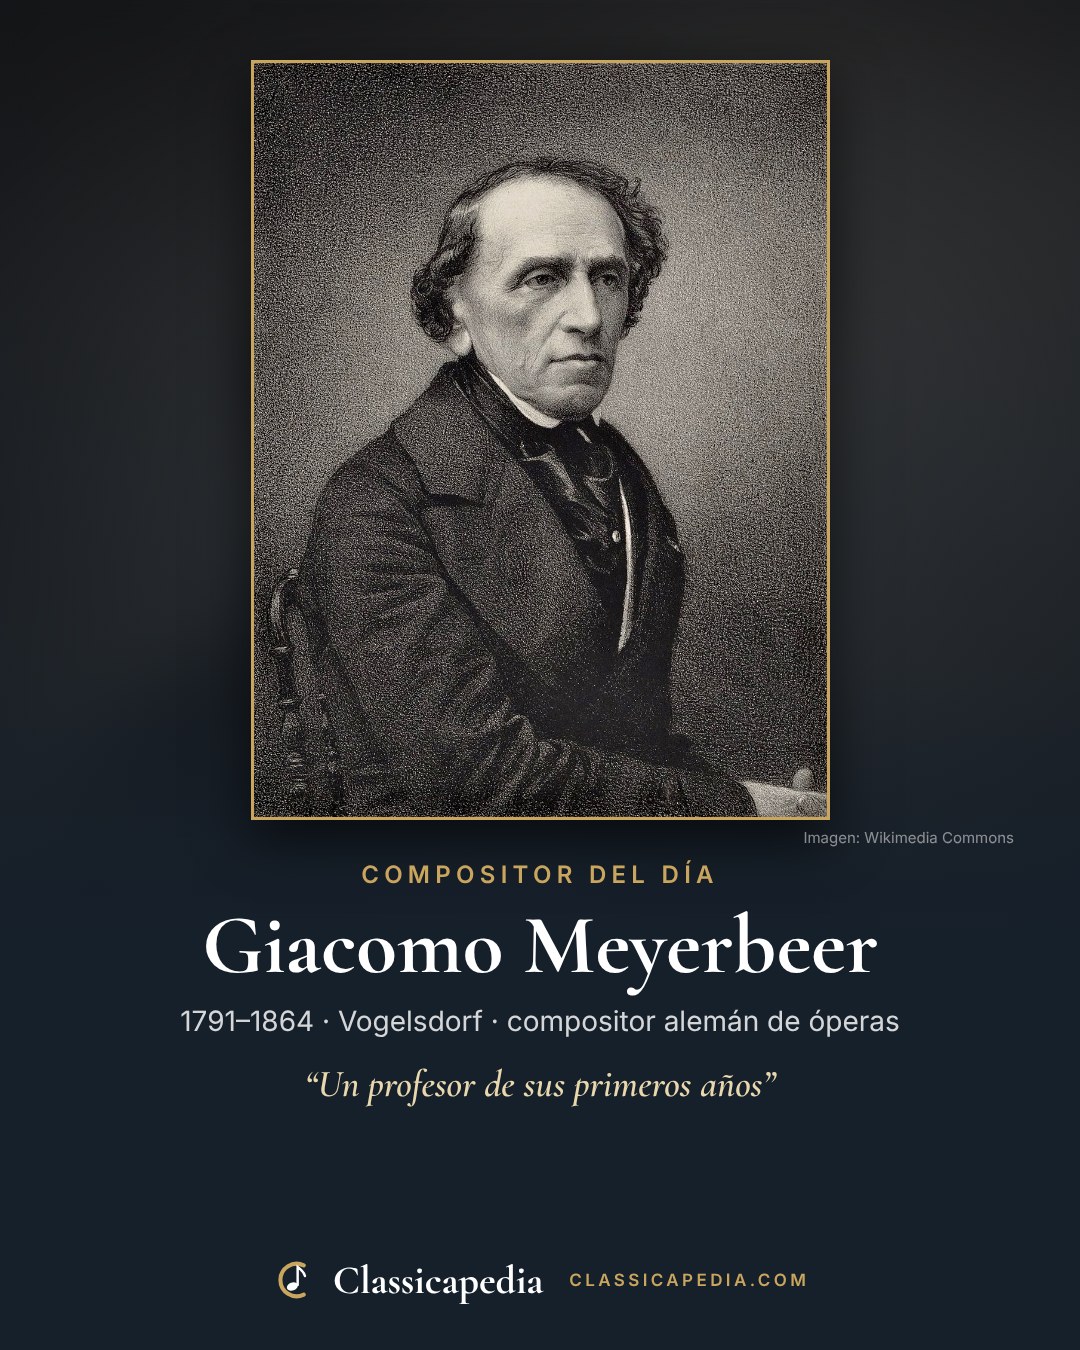 Imagen: Wikimedia Commons
COMPOSITOR DEL DÍA
Giacomo Meyerbeer
1791–1864 · Vogelsdorf · compositor alemán de óperas
“Un profesor de sus primeros años”
Classicapedia CLASSICAPEDIA.COM